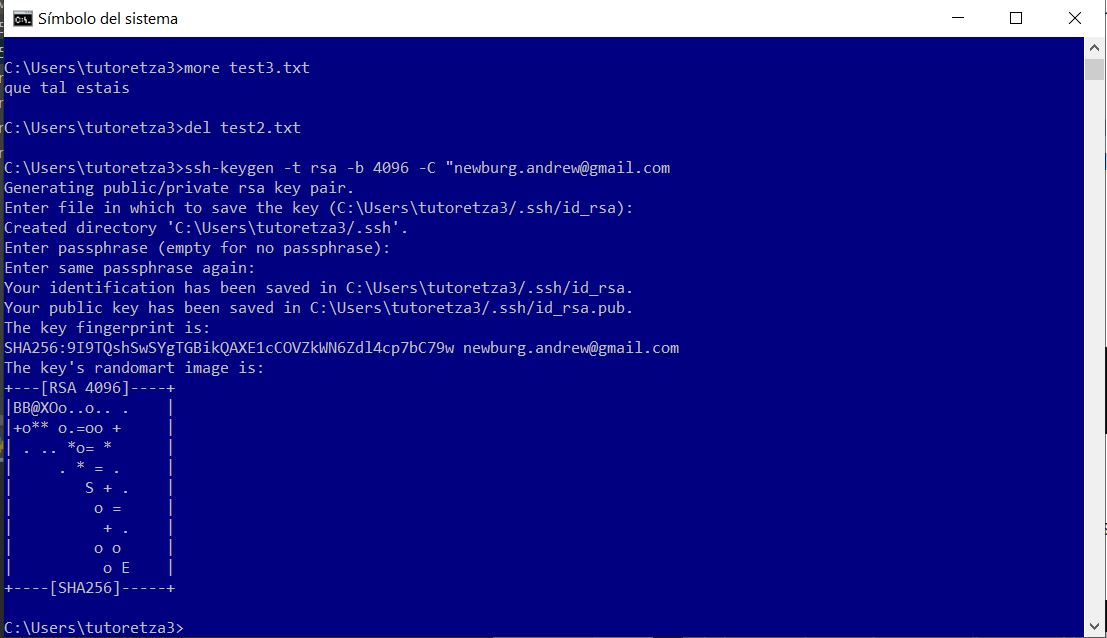 Símbolo del sistema
C:\Users\tutoretza3>more test3.txt
que tal estais
C:\Users\tutoretza3>del test2.txt
C:\Users\tutoretza3>ssh-keygen -t rsa -b 4096 -C "newburg.andrew@gmail.com
Generating public/private rsa key pair.
Enter file in which to save the key (C:\Users\tutoretza3/.ssh/id_rsa):
Created directory 'C:\Users\tutoretza3/.ssh'.
Enter passphrase (empty for no passphrase):
Enter same passphrase again:
Your identification has been saved in C:\Users\tutoretza3/.ssh/id_rsa.
Your public key has been saved in C:\Users\tutoretza3/.ssh/id_rsa.pub.
The key fingerprint is:
SHA256:9I9TQshSwSYgTGBikQAXE1cCOVZkWN6Zdl4cp7bC79w newburg.andrew@gmail.com
The key's randomart image is:
+---[RSA 4096]----+
|BB@XOo..o.. .    |
|+o** o.=oo +     |
| . .. *o= *      |
|     . * = .     |
|        S + .    |
|         o =     |
|          + .    |
|         o o     |
|          o E    |
+----[SHA256]-----+
C:\Users\tutoretza3>